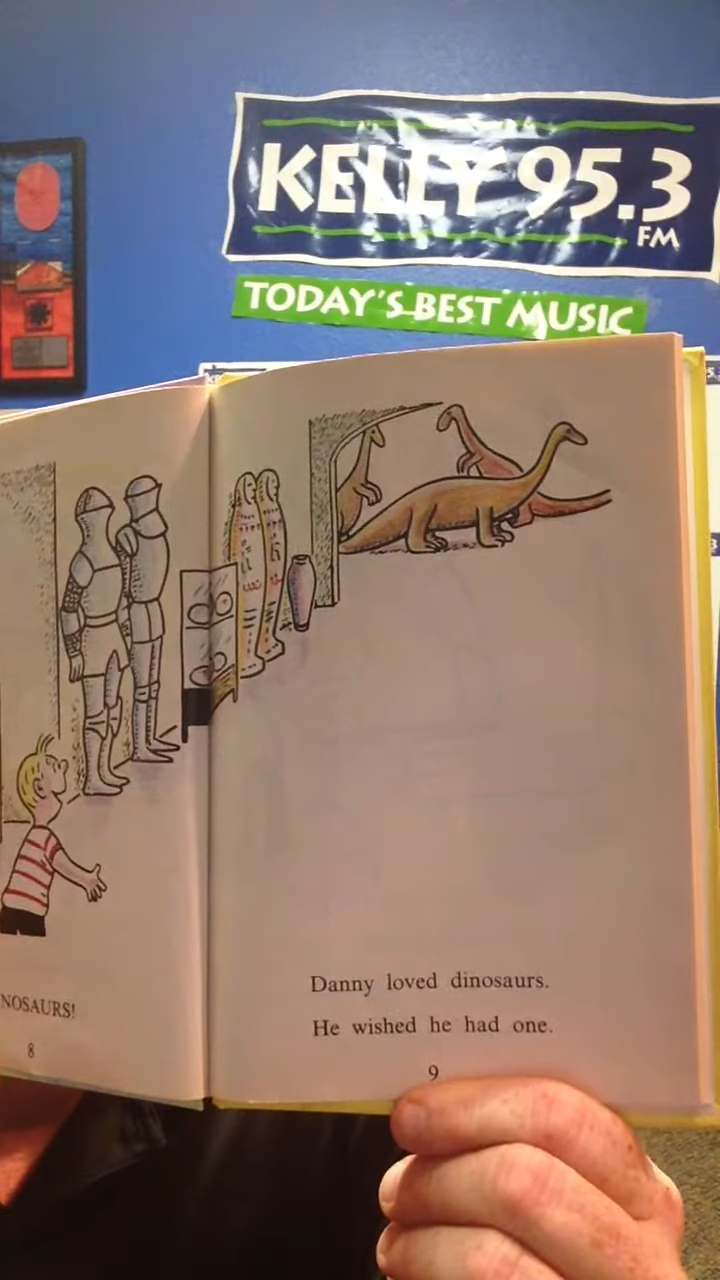 KELLY 95.3
FM
TODAY'S BEST MUSIC
NOSAURS!
8
Danny loved dinosaurs.
He wished he had one.
9